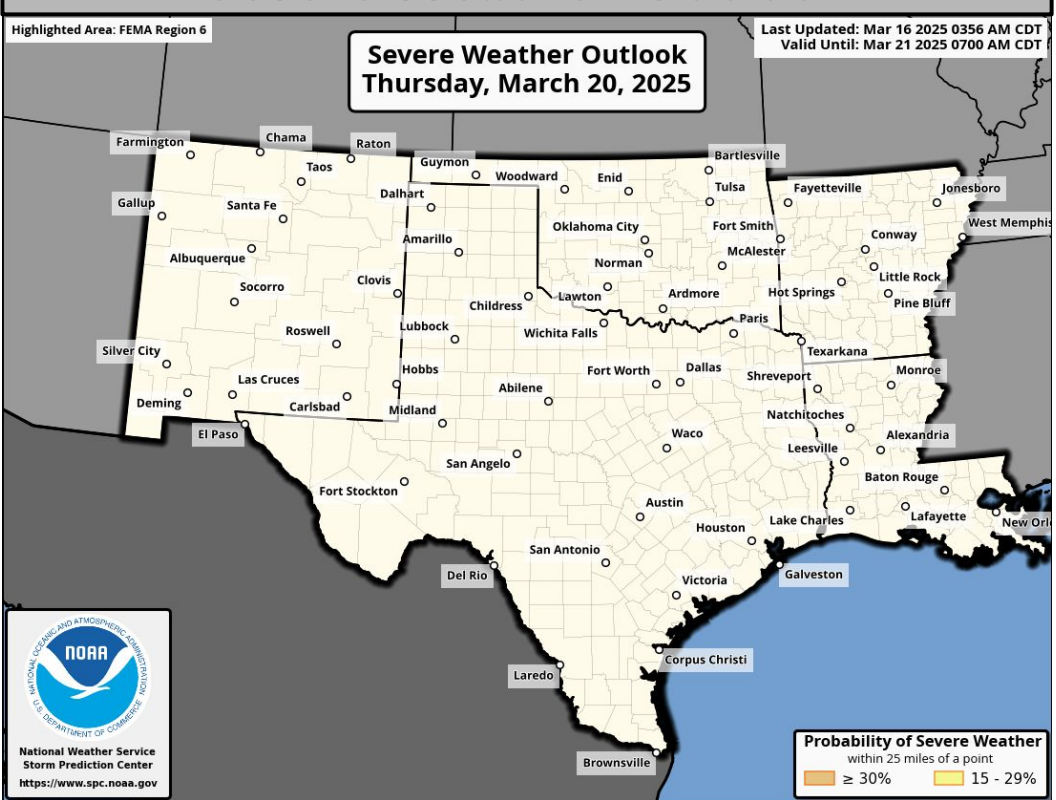 Highlighted Area: FEMA Region 6
Severe Weather Outlook
Thursday, March 20, 2025
Last Updated: Mar 16 2025 0356 AM CDT
Valid Until: Mar 21 2025 0700 AM CDT
Farmington
Chama
Raton
Guymon
Bartlesville
Taos
Woodward
Enid
Tulsa
Fayetteville
Jonesboro
Gallup
Santa Fe
Dalhart
West Memphis
Oklahoma City
Fort Smith
Conway
Amarillo
Norman
McAlester
Albuquerque
Little Rock
Socorro
Clovis
Childress
Lawton
Ardmore
Hot Springs
Pine Bluff
Roswell
Lubbock
Wichita Falls
Paris
Texarkana
Silver City
Hobbs
Fort Worth
Dallas
Shreveport
Monroe
Las Cruces
Abilene
Deming
Carlsbad
Midland
Natchitoches
El Paso
Waco
Alexandria
San Angelo
Leesville
Fort Stockton
Baton Rouge
Austin
Houston
Lake Charles
Lafayette
New Orl
San Antonio
Del Rio
Victoria
Galveston
Laredo
Corpus Christi
Brownsville
NATIONAL OCEANIC AND ATMOSPHERIC ADMINISTRATION
NOAA
U.S. DEPARTMENT OF COMMERCE
National Weather Service
Storm Prediction Center
https://www.spc.noaa.gov
Probability of Severe Weather
within 25 miles of a point
≥ 30%
15 - 29%